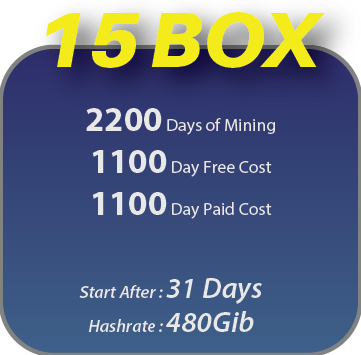 15 BOX
2200 Days of Mining
1100 Day Free Cost
1100 Day Paid Cost
Start After : 31 Days
Hashrate : 480Gib